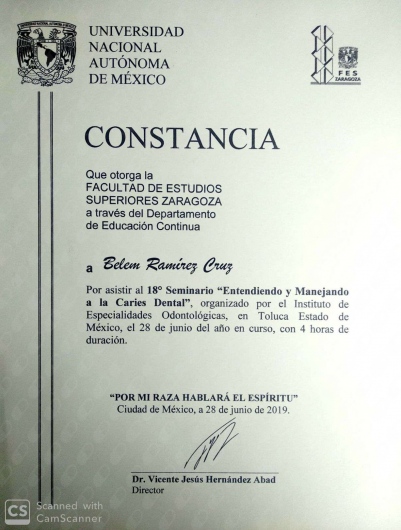 UNIVERSIDAD
NACIONAL
AUTÓNOMA
DE MÉXICO
FES
ZARAGOZA
CONSTANCIA
Que otorga la
FACULTAD DE ESTUDIOS
SUPERIORES ZARAGOZA
a través del Departamento
de Educación Continua
a Belem Ramírez Cruz
Por asistir al 18° Seminario “Entendiendo y Manejando
a la Caries Dental”, organizado por el Instituto de
Especialidades Odontológicas, en Toluca Estado de
México, el 28 de junio del año en curso, con 4 horas de
duración.
“POR MI RAZA HABLARÁ EL ESPÍRITU”
Ciudad de México, a 28 de junio de 2019.
Dr. Vicente Jesús Hernández Abad
Director
CS Scanned with
CamScanner